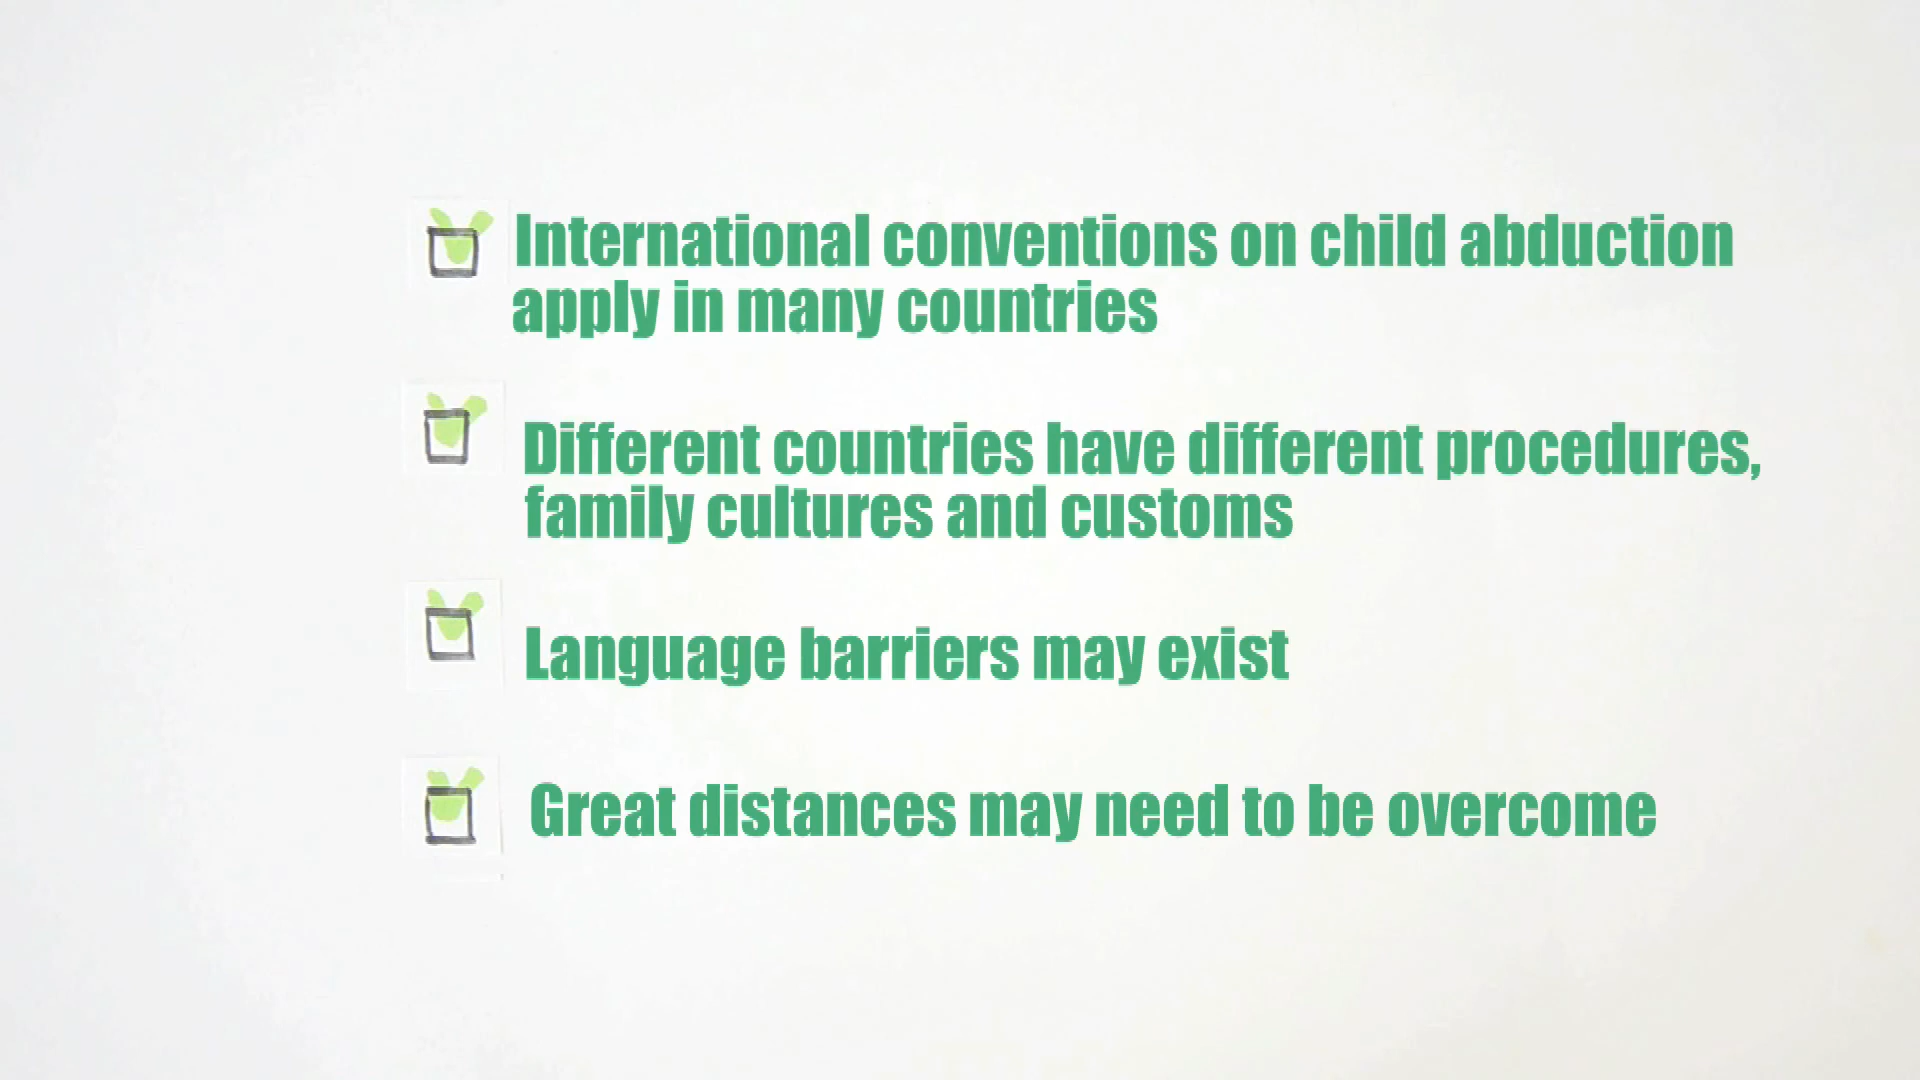 International conventions on child abduction
apply in many countries
Different countries have different procedures,
family cultures and customs
Language barriers may exist
Great distances may need to be overcome